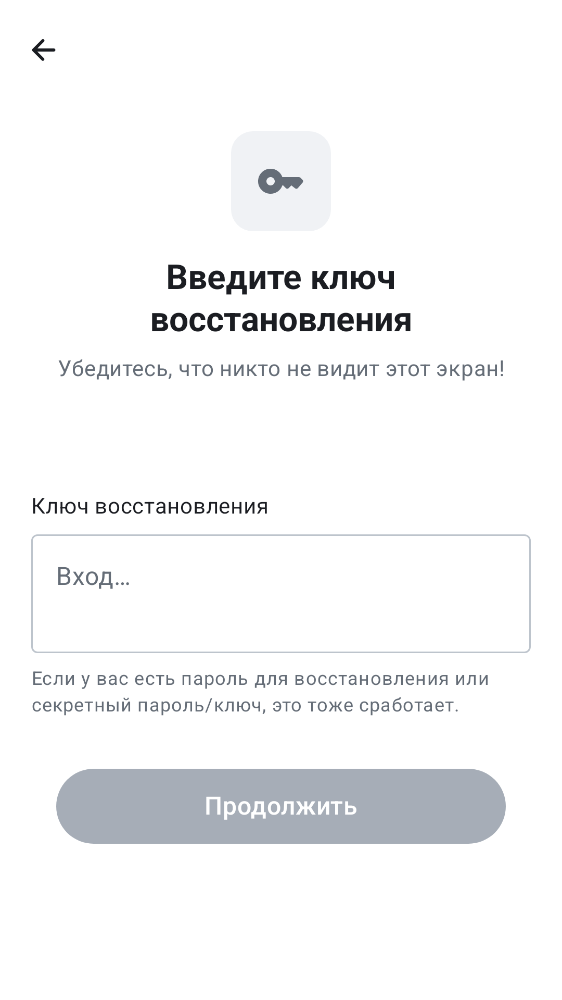 Введите ключ
восстановления
Убедитесь, что никто не видит этот экран!
Ключ восстановления
Вход…
Если у вас есть пароль для восстановления или
секретный пароль/ключ, это тоже сработает.
Продолжить